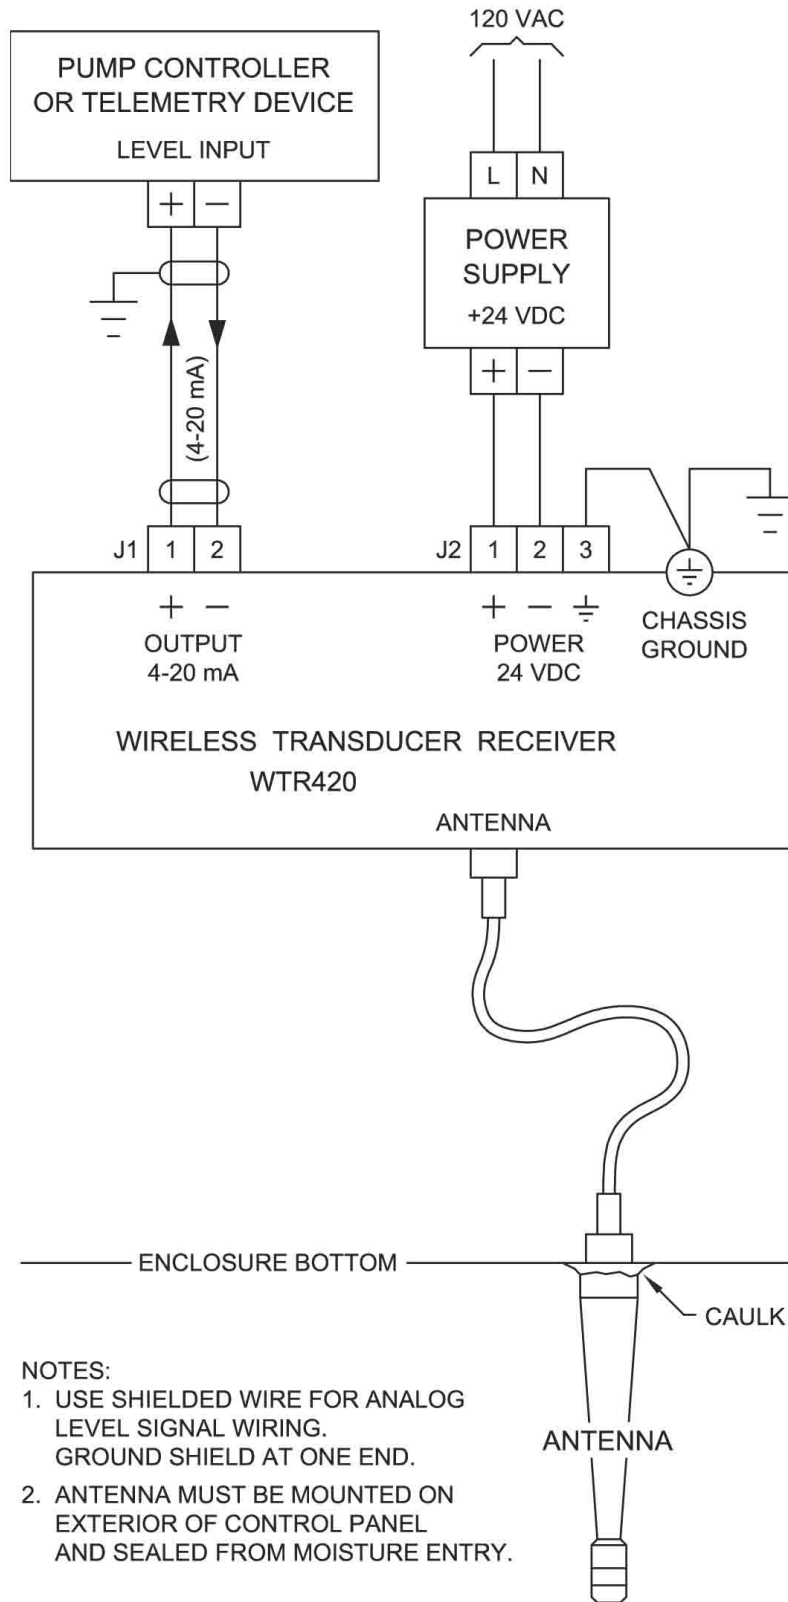 120 VAC
PUMP CONTROLLER
OR TELEMETRY DEVICE
LEVEL INPUT
+ −
L N
POWER
SUPPLY
+24 VDC
+ −
(4-20 mA)
J1 1 2
J2 1 2 3
+ −
OUTPUT
4-20 mA
+ −
POWER
24 VDC
CHASSIS
GROUND
WIRELESS TRANSDUCER RECEIVER
WTR420
ANTENNA
ENCLOSURE BOTTOM
CAULK
ANTENNA
NOTES:
1. USE SHIELDED WIRE FOR ANALOG
LEVEL SIGNAL WIRING.
GROUND SHIELD AT ONE END.
2. ANTENNA MUST BE MOUNTED ON
EXTERIOR OF CONTROL PANEL
AND SEALED FROM MOISTURE ENTRY.